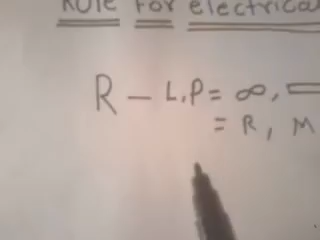 Rule for electrical
R - L.P = ∞,
= R, M